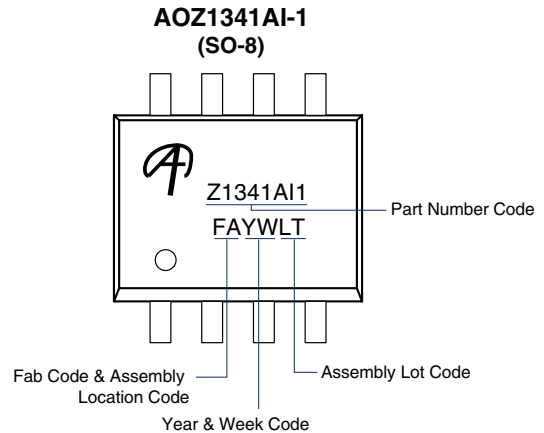 AOZ1341AI-1
(SO-8)
Z1341AI1
Part Number Code
FAYWLT
Fab Code & Assembly
Location Code
Assembly Lot Code
Year & Week Code